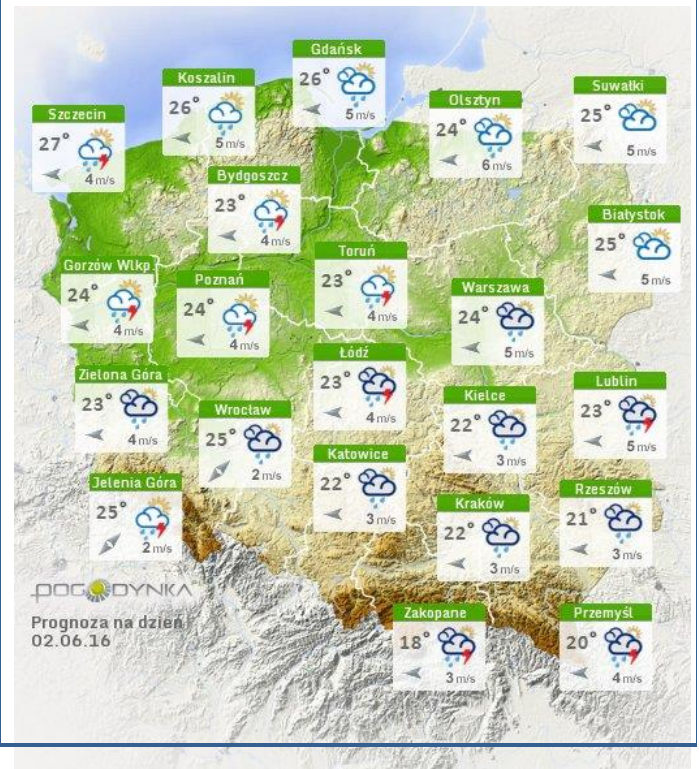 Gdańsk
26°
5 m/s
Koszalin
26°
5 m/s
Suwałki
25°
5 m/s
Olsztyn
24°
6 m/s
Szczecin
27°
4 m/s
Bydgoszcz
23°
4 m/s
Białystok
25°
5 m/s
Toruń
23°
4 m/s
Gorzów Wlkp.
24°
4 m/s
Poznań
24°
4 m/s
Warszawa
24°
5 m/s
Łódź
23°
4 m/s
Zielona Góra
23°
4 m/s
Lublin
23°
5 m/s
Kielce
22°
3 m/s
Wrocław
25°
2 m/s
Katowice
22°
3 m/s
Jelenia Góra
25°
2 m/s
Rzeszów
21°
3 m/s
Kraków
22°
3 m/s
POGODYNKA
Prognoza na dzień
02.06.16
Zakopane
18°
3 m/s
Przemyśl
20°
4 m/s